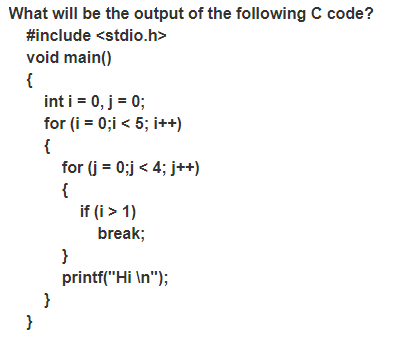 What will be the output of the following C code?
#include <stdio.h>
void main()
{
int i = 0, j = 0;
for (i = 0;i < 5; i++)
{
for (j = 0;j < 4; j++)
{
if (i > 1)
break;
}
printf("Hi \n");
}
}